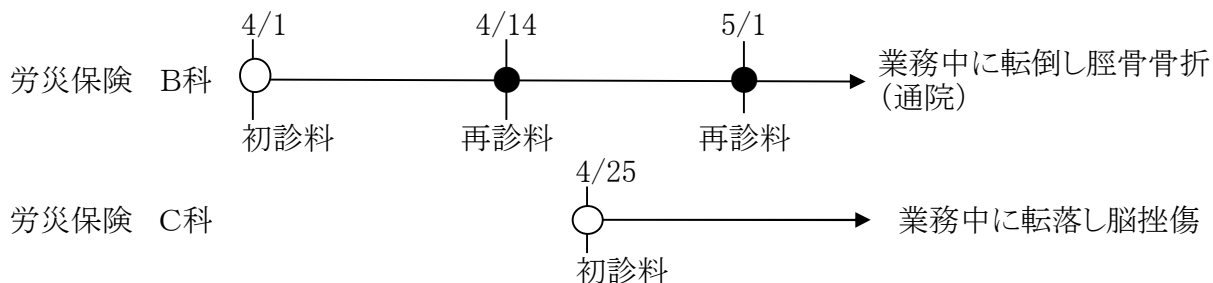 4/1 4/14 5/1
労災保険 B科 業務中に転倒し脛骨骨折
(通院)
初診料 再診料 再診料
4/25
労災保険 C科 業務中に転落し脳挫傷
初診料